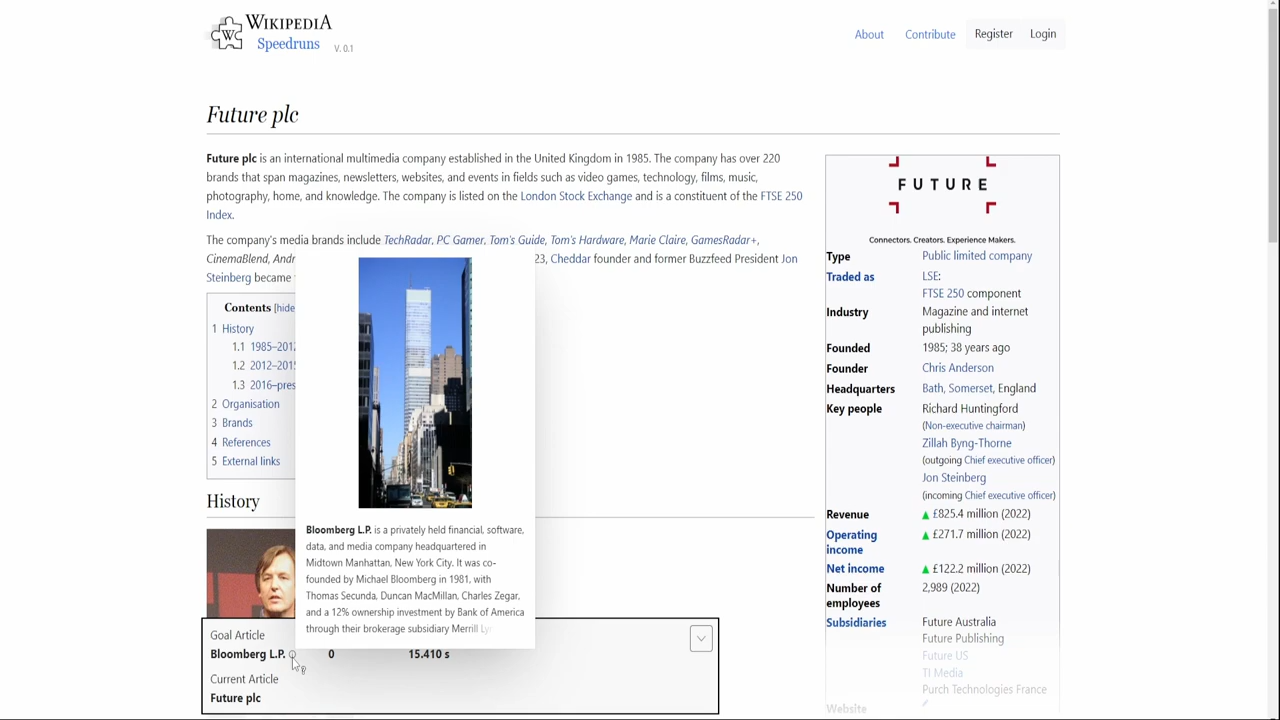 WIKIPEDIA
Speedruns
V. 0.1
About
Contribute
Register
Login
Future plc
Future plc is an international multimedia company established in the United Kingdom in 1985. The company has over 220
brands that span magazines, newsletters, websites, and events in fields such as video games, technology, films, music,
photography, home, and knowledge. The company is listed on the London Stock Exchange and is a constituent of the FTSE 250
Index.
The company's media brands include TechRadar, PC Gamer, Tom's Guide, Tom's Hardware, Marie Claire, GamesRadar+,
CinemaBlend, Andr 23, Cheddar founder and former Buzzfeed President Jon
Steinberg became
Contents [hide
1 History
1.1 1985–2012
1.2 2012–2015
1.3 2016–pres
2 Organisation
3 Brands
4 References
5 External links
History
Bloomberg L.P. is a privately held financial, software,
data, and media company headquartered in
Midtown Manhattan, New York City. It was co-
founded by Michael Bloomberg in 1981, with
Thomas Secunda, Duncan MacMillan, Charles Zegar,
and a 12% ownership investment by Bank of America
through their brokerage subsidiary Merrill Ly
Goal Article
Bloomberg L.P. 0 15.410 s
Current Article
Future plc
FUTURE
Connectors. Creators. Experience Makers.
Type Public limited company
Traded as LSE:
FTSE 250 component
Industry Magazine and internet
publishing
Founded 1985; 38 years ago
Founder Chris Anderson
Headquarters Bath, Somerset, England
Key people Richard Huntingford
(Non-executive chairman)
Zillah Byng-Thorne
(outgoing Chief executive officer)
Jon Steinberg
(incoming Chief executive officer)
Revenue ▲ £825.4 million (2022)
Operating ▲ £271.7 million (2022)
income
Net income ▲ £122.2 million (2022)
Number of 2,989 (2022)
employees
Subsidiaries Future Australia
Future Publishing
Future US
TI Media
Purch Technologies France
Website